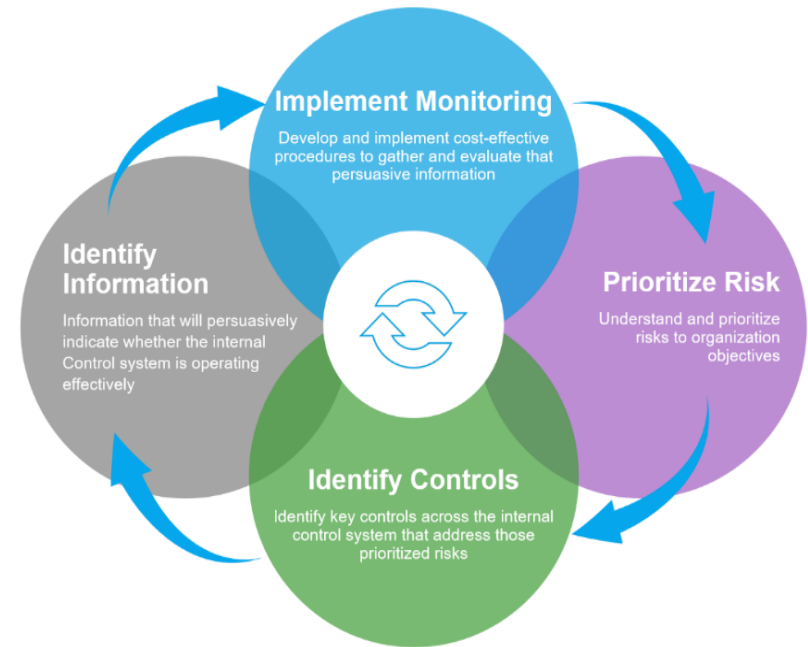 Implement Monitoring
Develop and implement cost-effective
procedures to gather and evaluate that
persuasive information
Prioritize Risk
Understand and prioritize
risks to organization
objectives
Identify Controls
Identify key controls across the internal
control system that address those
prioritized risks
Identify
Information
Information that will persuasively
indicate whether the internal
Control system is operating
effectively